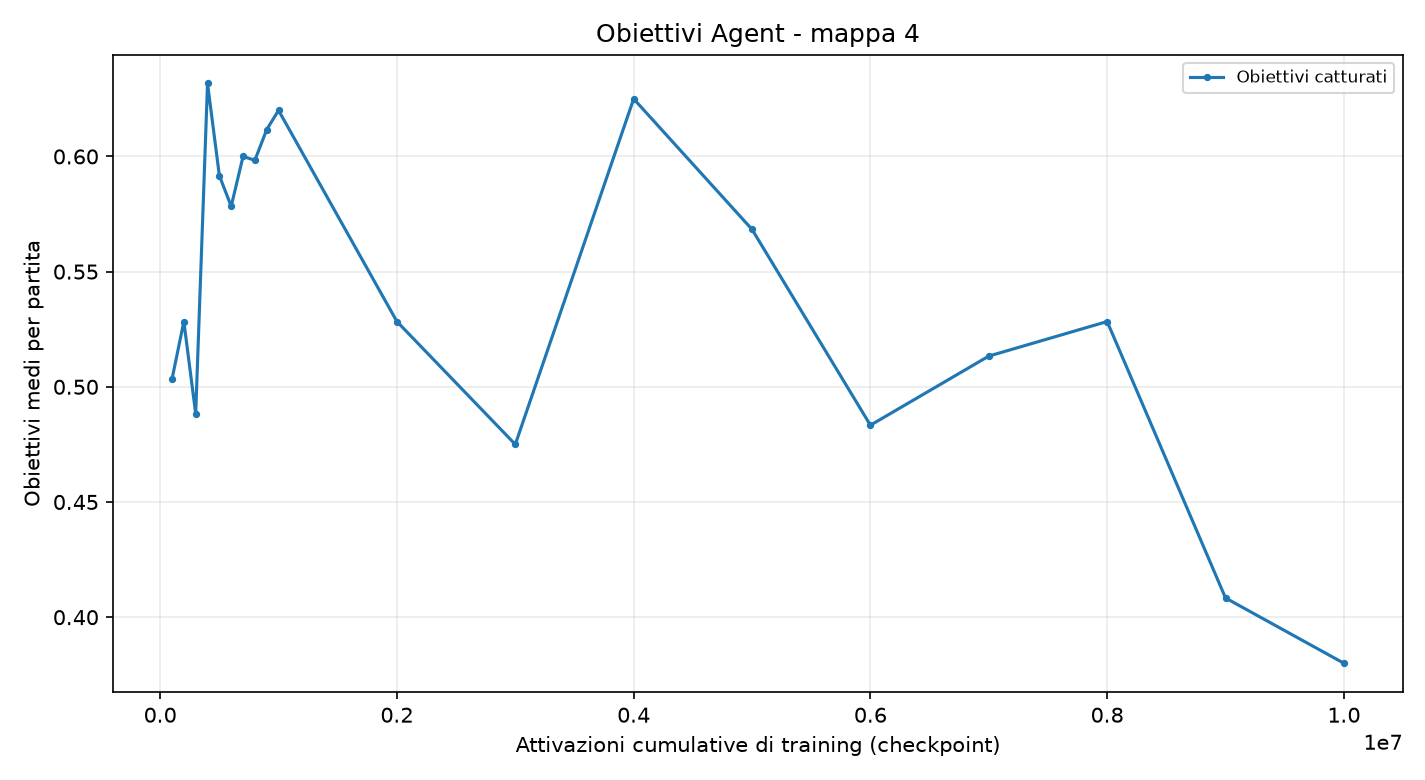 Obiettivi Agent - mappa 4
Obiettivi catturati
Obiettivi medi per partita
0.60
0.55
0.50
0.45
0.40
0.0 0.2 0.4 0.6 0.8 1.0
1e7
Attivazioni cumulative di training (checkpoint)